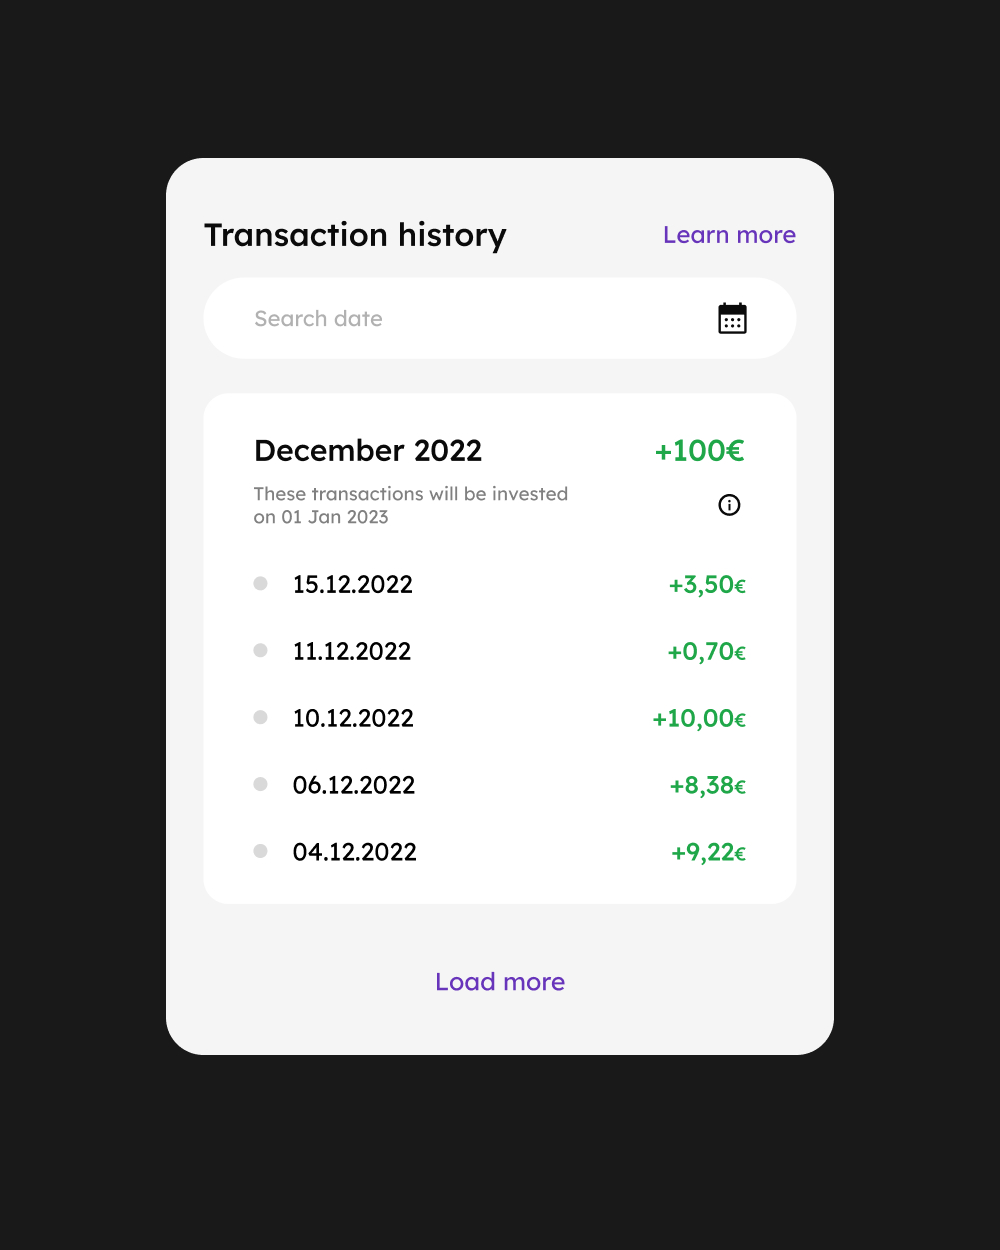 Transaction history
Learn more
Search date
December 2022
+100€
These transactions will be invested
on 01 Jan 2023
15.12.2022
+3,50€
11.12.2022
+0,70€
10.12.2022
+10,00€
06.12.2022
+8,38€
04.12.2022
+9,22€
Load more